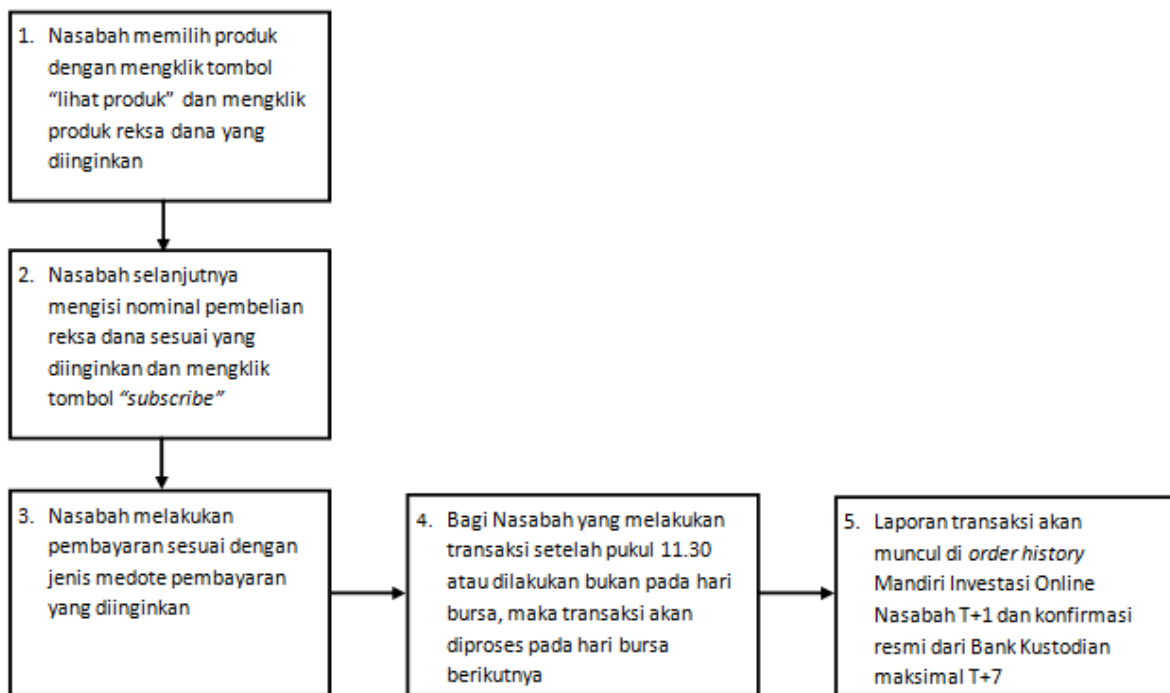 1. Nasabah memilih produk
dengan mengklik tombol
“lihat produk” dan mengklik
produk reksa dana yang
diinginkan
2. Nasabah selanjutnya
mengisi nominal pembelian
reksa dana sesuai yang
diinginkan dan mengklik
tombol “subscribe”
3. Nasabah melakukan
pembayaran sesuai dengan
jenis medote pembayaran
yang diinginkan
4. Bagi Nasabah yang melakukan
transaksi setelah pukul 11.30
atau dilakukan bukan pada hari
bursa, maka transaksi akan
diproses pada hari bursa
berikutnya
5. Laporan transaksi akan
muncul di order history
Mandiri Investasi Online
Nasabah T+1 dan konfirmasi
resmi dari Bank Kustodian
maksimal T+7